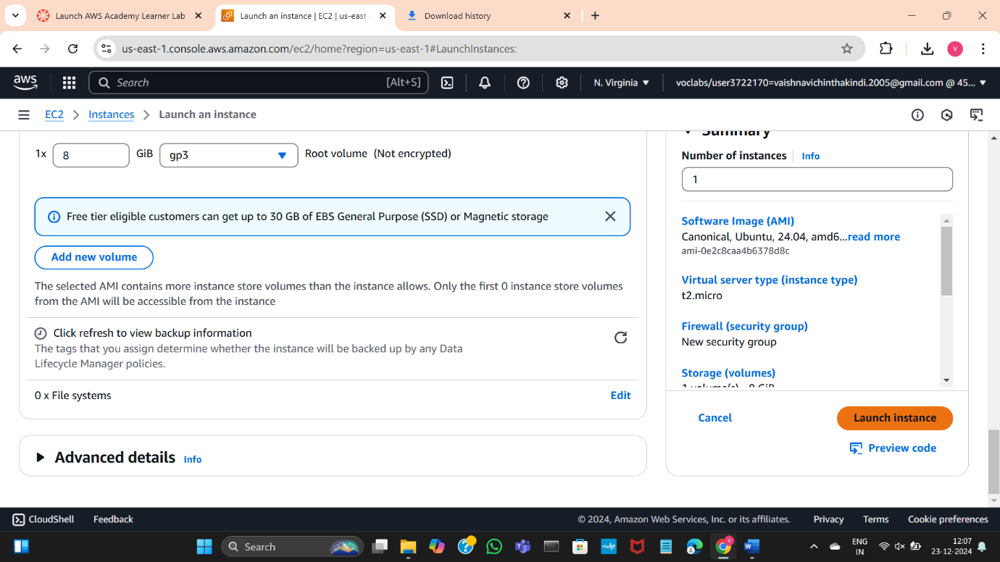 Launch AWS Academy Learner Lab
Launch an instance | EC2 | us-east-
Download history
us-east-1.console.aws.amazon.com/ec2/home?region=us-east-1#LaunchInstances:
V
aws
Search
[Alt+S]
N. Virginia
voclabs/user3722170=vaishnavichinthakindi.2005@gmail.com @ 45...
EC2
Instances
Launch an instance
1x
8
GiB
gp3
Root volume (Not encrypted)
Free tier eligible customers can get up to 30 GB of EBS General Purpose (SSD) or Magnetic storage
Add new volume
The selected AMI contains more instance store volumes than the instance allows. Only the first 0 instance store volumes
from the AMI will be accessible from the instance
Click refresh to view backup information
The tags that you assign determine whether the instance will be backed up by any Data
Lifecycle Manager policies.
0 x File systems
Edit
Advanced details
Info
Summary
Number of instances
Info
1
Software Image (AMI)
Canonical, Ubuntu, 24.04, amd6...read more
ami-0e2c8caa4b6378d8c
Virtual server type (instance type)
t2.micro
Firewall (security group)
New security group
Storage (volumes)
1 volume(s) - 8 GiB
Cancel
Launch instance
Preview code
CloudShell
Feedback
© 2024, Amazon Web Services, Inc. or its affiliates.
Privacy
Terms
Cookie preferences
Search
ENG
IN
12:07
23-12-2024